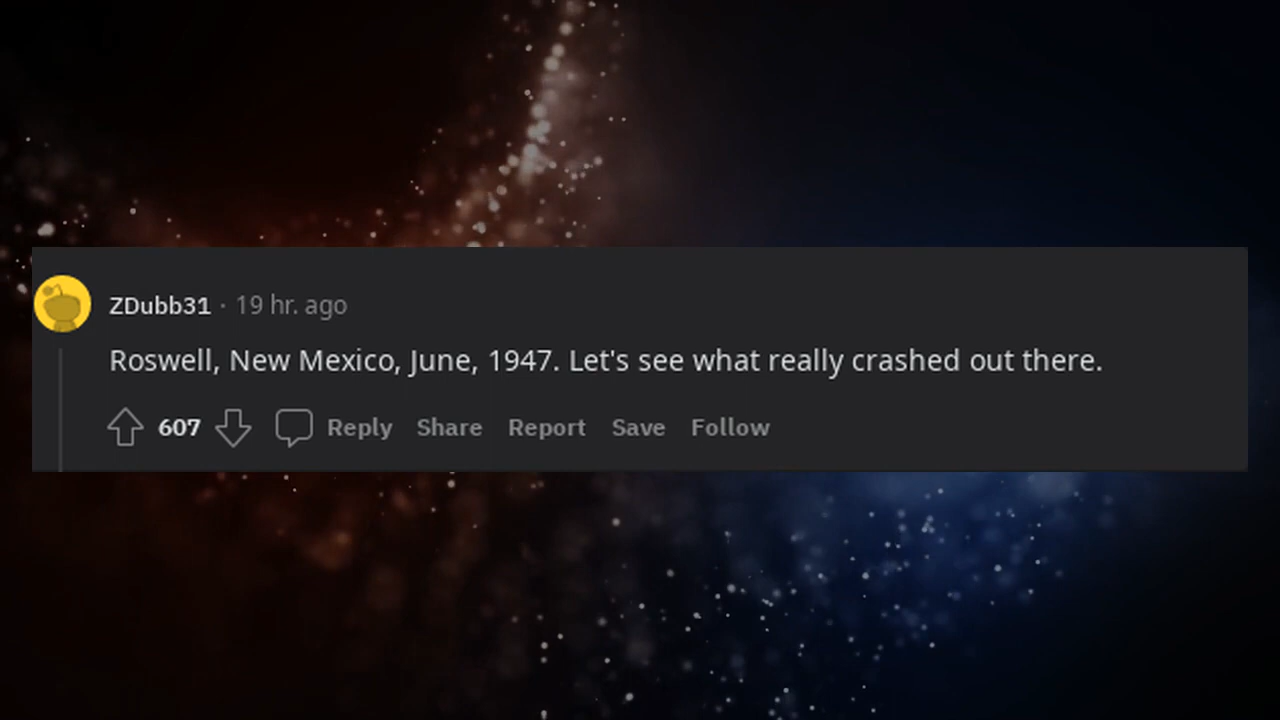 ZDubb31 · 19 hr. ago
Roswell, New Mexico, June, 1947. Let's see what really crashed out there.
607 Reply Share Report Save Follow